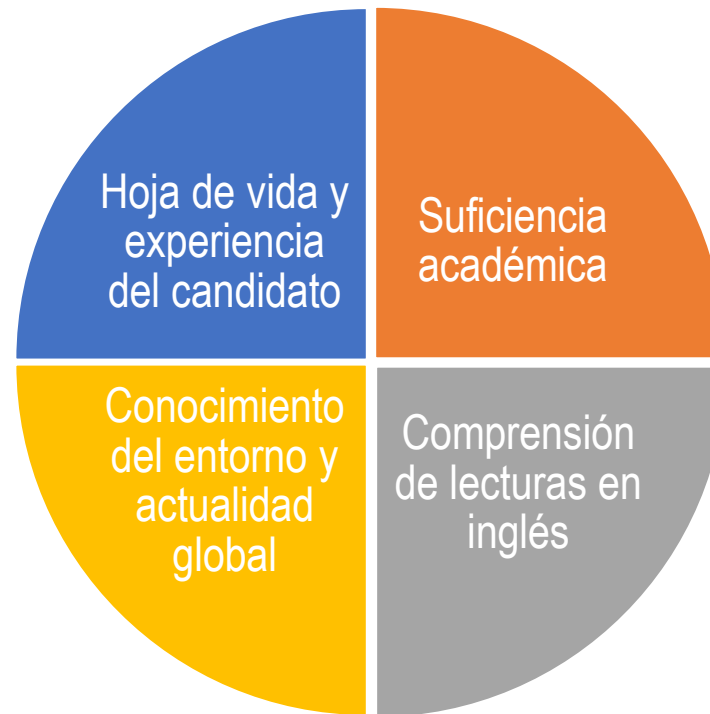 Hoja de vida y
experiencia
del candidato
Suficiencia
académica
Conocimiento
del entorno y
actualidad
global
Comprensión
de lecturas en
inglés